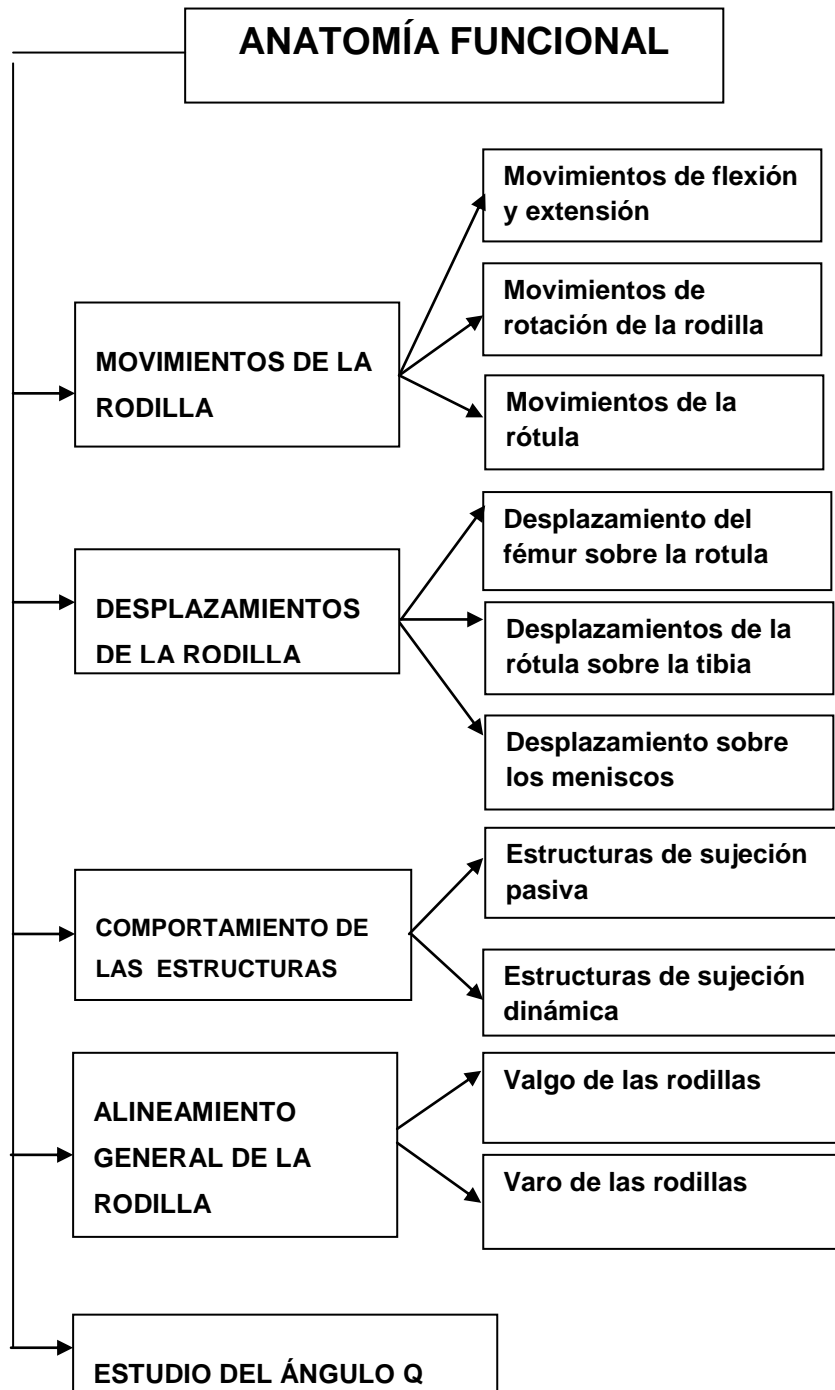 ANATOMÍA FUNCIONAL
MOVIMIENTOS DE LA
RODILLA
Movimientos de flexión
y extensión
Movimientos de
rotación de la rodilla
Movimientos de la
rótula
DESPLAZAMIENTOS
DE LA RODILLA
Desplazamiento del
fémur sobre la rotula
Desplazamientos de la
rótula sobre la tibia
Desplazamiento sobre
los meniscos
COMPORTAMIENTO DE
LAS ESTRUCTURAS
Estructuras de sujeción
pasiva
Estructuras de sujeción
dinámica
ALINEAMIENTO
GENERAL DE LA
RODILLA
Valgo de las rodillas
Varo de las rodillas
ESTUDIO DEL ÁNGULO Q